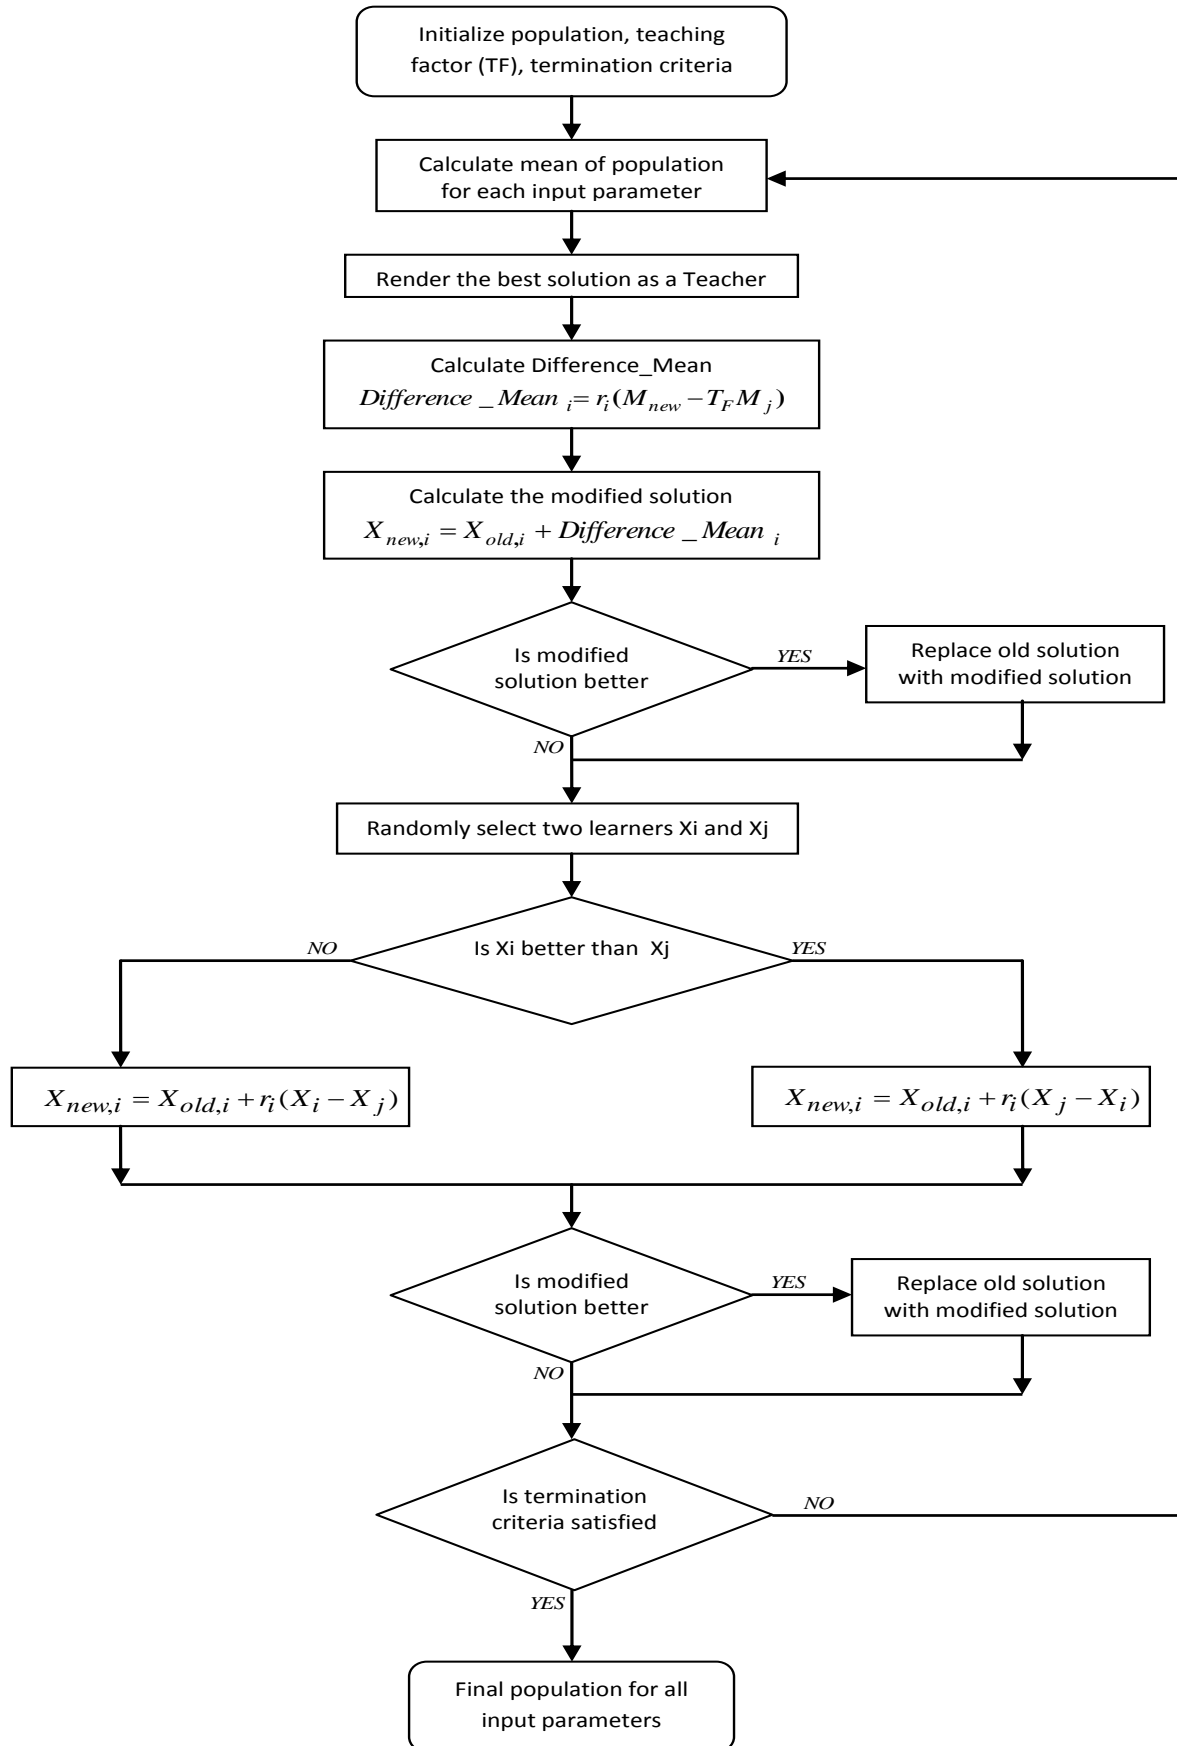 Initialize population, teaching
factor (TF), termination criteria
Calculate mean of population
for each input parameter
Render the best solution as a Teacher
Calculate Difference_Mean
Difference _ Mean i = ri(Mnew − TF Mj)
Calculate the modified solution
Xnew,i = Xold,i + Difference _ Mean i
Is modified
solution better
YES
Replace old solution
with modified solution
NO
Randomly select two learners Xi and Xj
Is Xi better than Xj
NO
YES
Xnew,i = Xold,i + ri(Xi − Xj)
Xnew,i = Xold,i + ri(Xj − Xi)
Is modified
solution better
YES
Replace old solution
with modified solution
NO
Is termination
criteria satisfied
NO
YES
Final population for all
input parameters